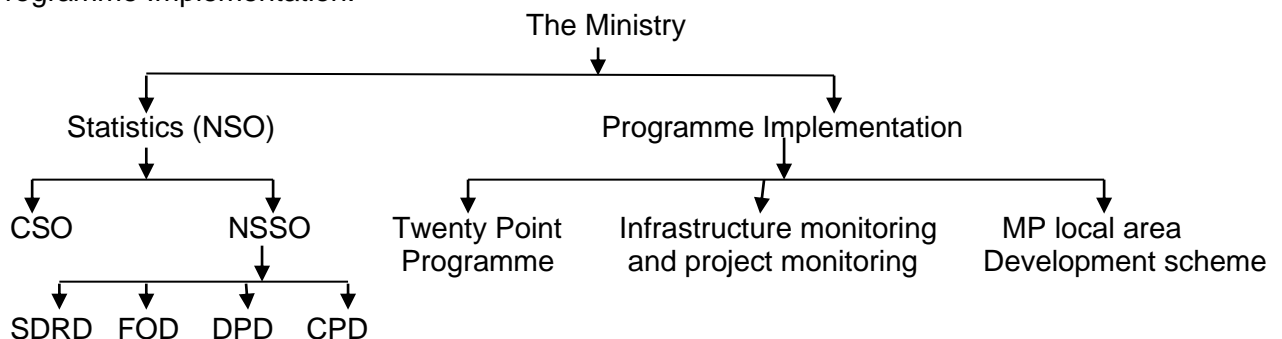 rogramme Implementation.
The Ministry
Statistics (NSO) Programme Implementation
CSO NSSO Twenty Point Infrastructure monitoring MP local area
Programme and project monitoring Development scheme
SDRD FOD DPD CPD